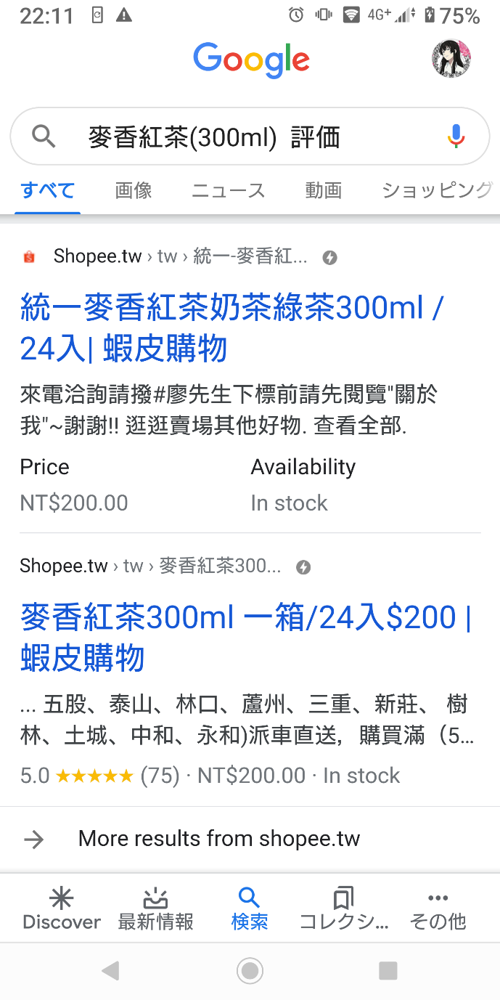 22:11 4G+ 75%
Google
麥香紅茶(300ml) 評価
すべて 画像 ニュース 動画 ショッピング
Shopee.tw › tw › 統一-麥香紅...
統一麥香紅茶奶茶綠茶300ml /
24入| 蝦皮購物
來電洽詢請撥#廖先生下標前請先閱覽"關於
我"~謝謝!! 逛逛賣場其他好物. 查看全部.
Price Availability
NT$200.00 In stock
Shopee.tw › tw › 麥香紅茶300...
麥香紅茶300ml 一箱/24入$200 |
蝦皮購物
... 五股、泰山、林口、蘆州、三重、新莊、 樹
林、土城、中和、永和)派車直送，購買滿（5...
5.0 ★★★★★ (75) · NT$200.00 · In stock
More results from shopee.tw
Discover 最新情報 検索 コレクシ... その他